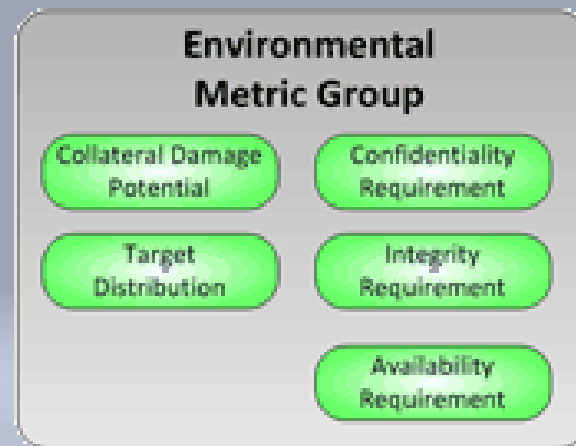 Environmental
Metric Group
Collateral Damage
Potential
Confidentiality
Requirement
Target
Distribution
Integrity
Requirement
Availability
Requirement